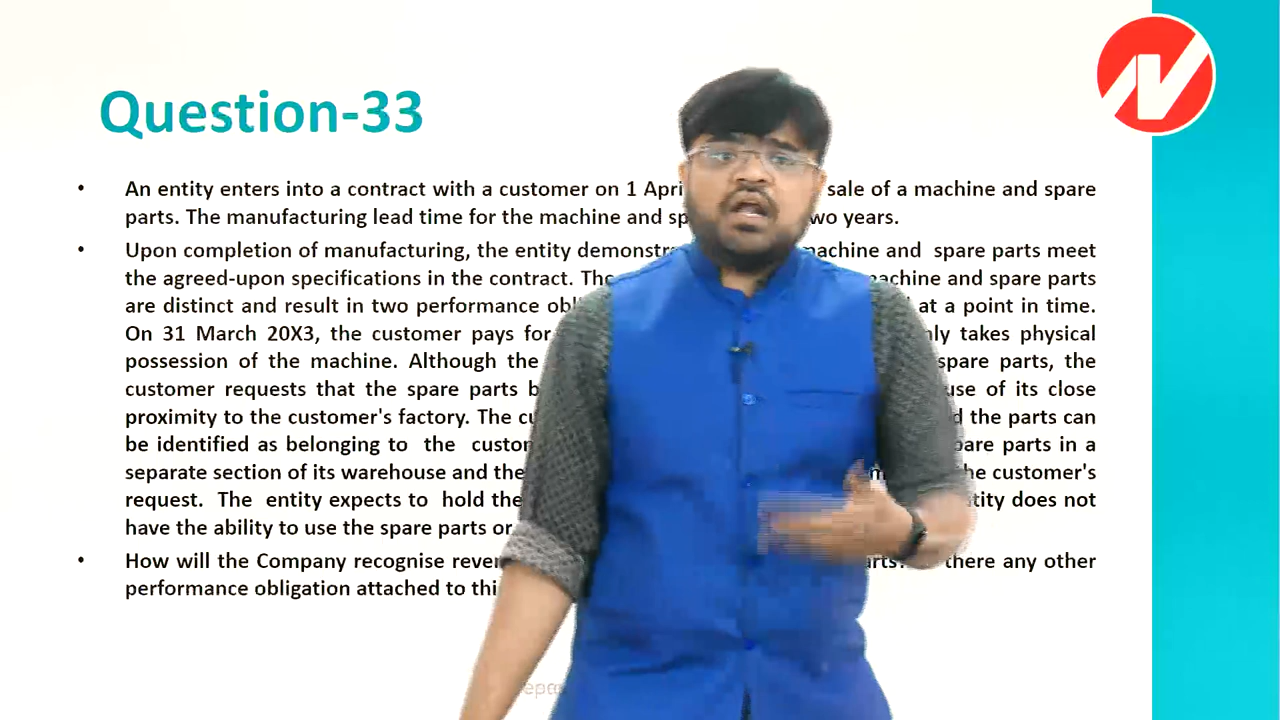 Question-33
• An entity enters into a contract with a customer on 1 Apri sale of a machine and spare
parts. The manufacturing lead time for the machine and sp wo years.
• Upon completion of manufacturing, the entity demonstr machine and spare parts meet
the agreed-upon specifications in the contract. The machine and spare parts
are distinct and result in two performance obl at a point in time.
On 31 March 20X3, the customer pays for nly takes physical
possession of the machine. Although the spare parts, the
customer requests that the spare parts b use of its close
proximity to the customer's factory. The cu d the parts can
be identified as belonging to the custo pare parts in a
separate section of its warehouse and the he customer's
request. The entity expects to hold the tity does not
have the ability to use the spare parts or
• How will the Company recognise reve arts? there any other
performance obligation attached to thi